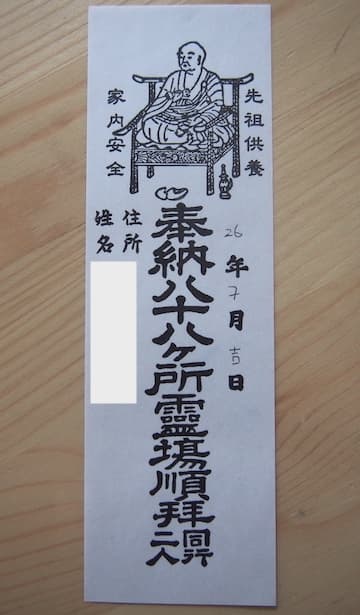 先祖供養
家内安全
26年7月吉日
奉納八十八ヶ所霊場順拝同行二人
住所
姓名